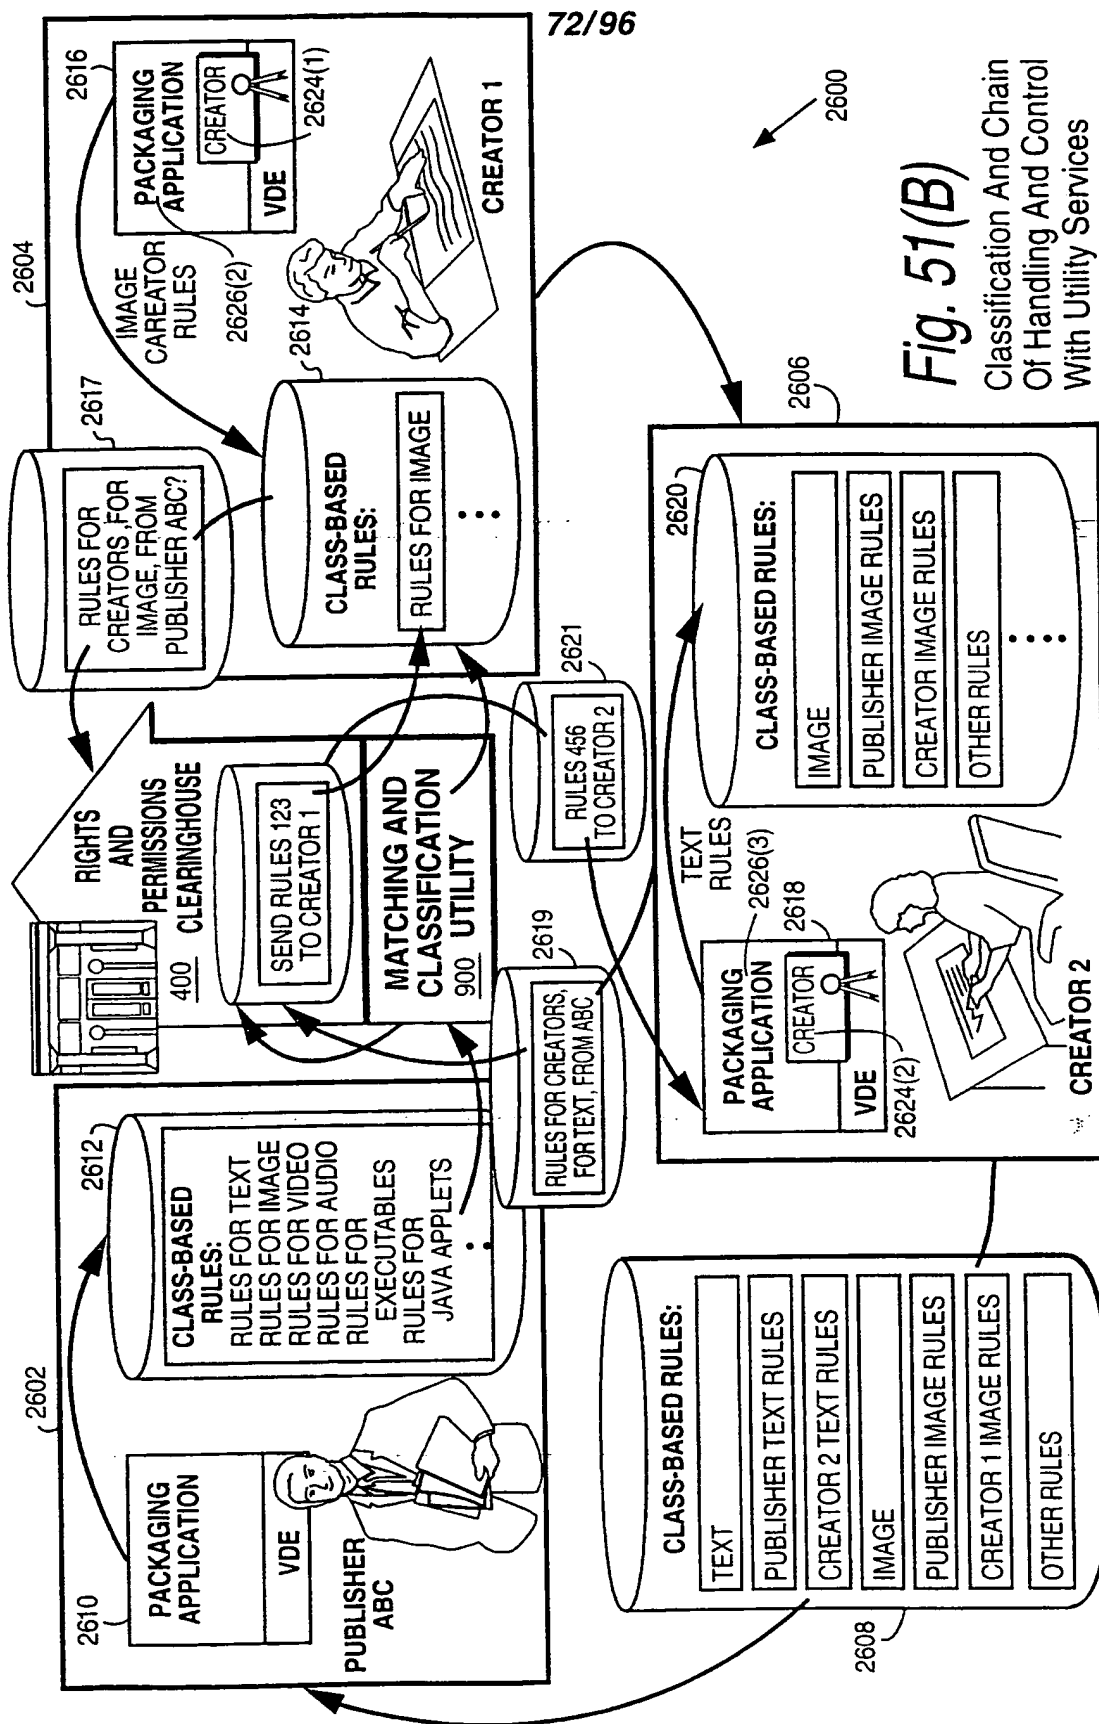 72/96
2602
2610
PACKAGING
APPLICATION
VDE
PUBLISHER
ABC
2612
CLASS-BASED
RULES:
RULES FOR TEXT
RULES FOR IMAGE
RULES FOR VIDEO
RULES FOR AUDIO
RULES FOR
EXECUTABLES
RULES FOR
JAVA APPLETS
RIGHTS
AND
PERMISSIONS
CLEARINGHOUSE
400
SEND RULES 123
TO CREATOR 1
MATCHING AND
CLASSIFICATION
900 UTILITY
2617
RULES FOR
CREATORS, FOR
IMAGE, FROM
PUBLISHER ABC?
2604
IMAGE
CAREATOR
RULES
2626(2)
2616
PACKAGING
APPLICATION
CREATOR
VDE
2624(1)
2614
CLASS-BASED
RULES:
RULES FOR IMAGE
CREATOR 1
2619
RULES FOR CREATORS,
FOR TEXT, FROM ABC
2621
RULES 456
TO CREATOR 2
2608
CLASS-BASED RULES:
TEXT
PUBLISHER TEXT RULES
CREATOR 2 TEXT RULES
IMAGE
PUBLISHER IMAGE RULES
CREATOR 1 IMAGE RULES
OTHER RULES
PACKAGING
APPLICATION
CREATOR
VDE
2624(2)
2618
2626(3)
TEXT
RULES
CREATOR 2
2620
CLASS-BASED RULES:
IMAGE
PUBLISHER IMAGE RULES
CREATOR IMAGE RULES
OTHER RULES
2606
2600
Fig. 51(B)
Classification And Chain
Of Handling And Control
With Utility Services